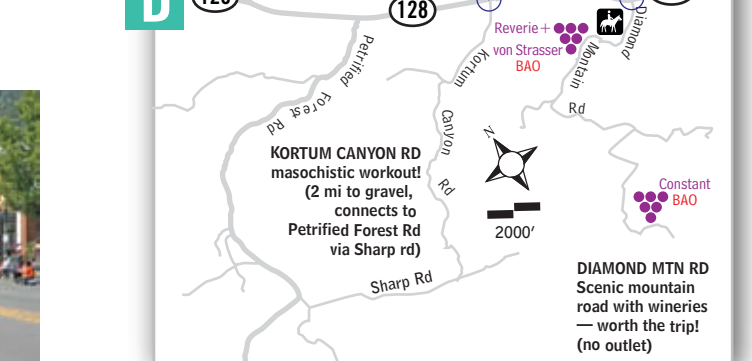 D
128
Reverie +
von Strasser
BAO
Diamond
Montain
Rd
Petrified
Forest Rd
Kortum
Canyon
Rd
N
KORTUM CANYON RD
masochistic workout!
(2 mi to gravel,
connects to
Petrified Forest Rd
via Sharp rd)
2000′
Constant
BAO
Sharp Rd
DIAMOND MTN RD
Scenic mountain
road with wineries
— worth the trip!
(no outlet)